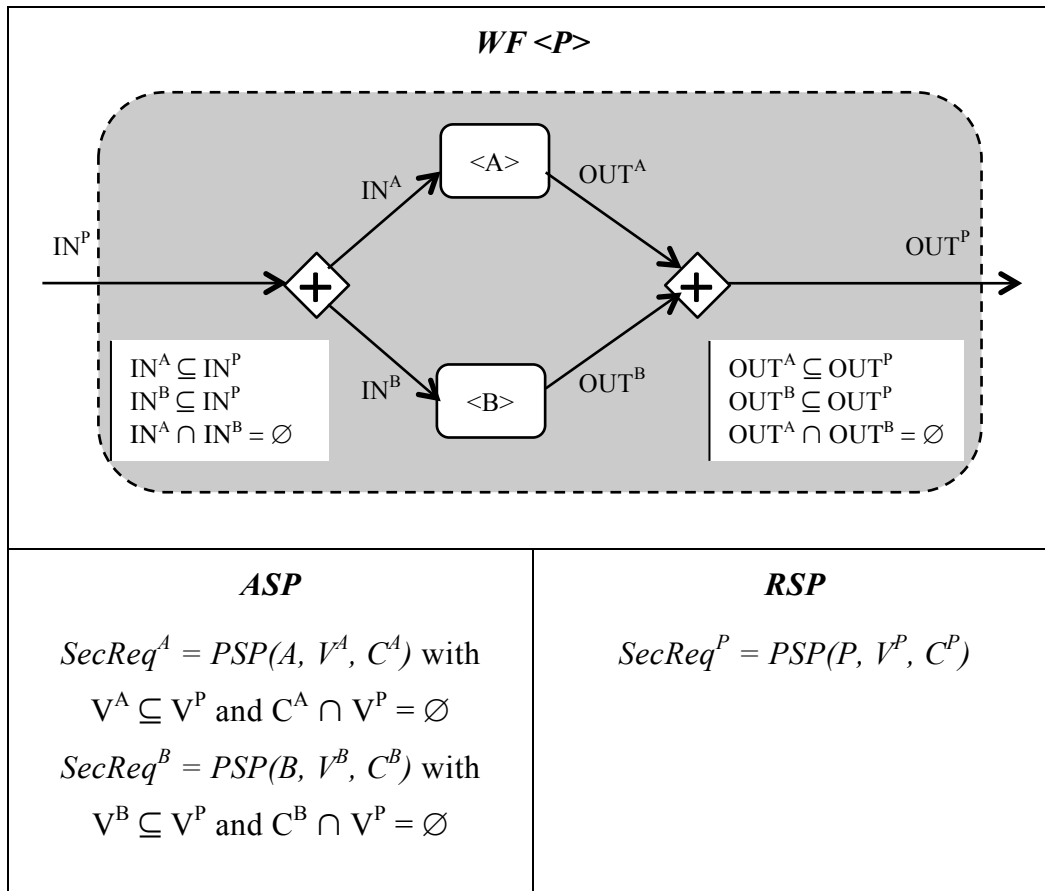 WF <P>
<A>
IN^A
OUT^A
IN^P
OUT^P
+
+
IN^A ⊆ IN^P
IN^B ⊆ IN^P
IN^A ∩ IN^B = ∅
IN^B
<B>
OUT^B
OUT^A ⊆ OUT^P
OUT^B ⊆ OUT^P
OUT^A ∩ OUT^B = ∅
ASP
SecReq^A = PSP(A, V^A, C^A) with
V^A ⊆ V^P and C^A ∩ V^P = ∅
SecReq^B = PSP(B, V^B, C^B) with
V^B ⊆ V^P and C^B ∩ V^P = ∅
RSP
SecReq^P = PSP(P, V^P, C^P)